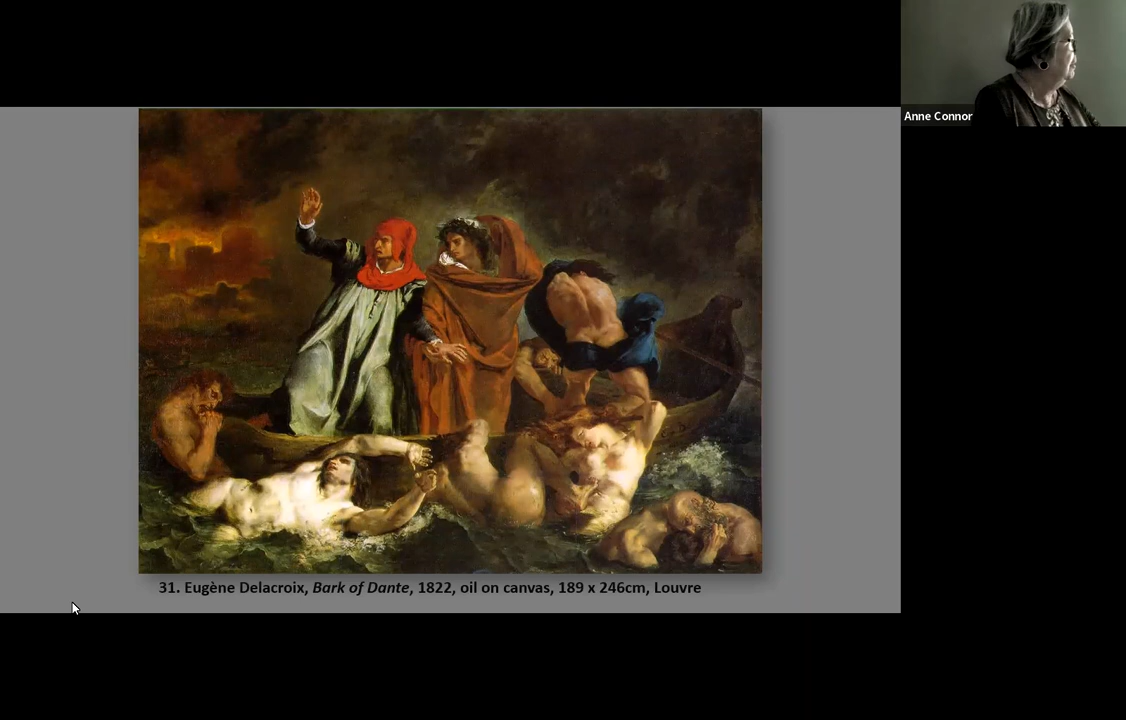 Anne Connor
31. Eugène Delacroix, Bark of Dante, 1822, oil on canvas, 189 x 246cm, Louvre